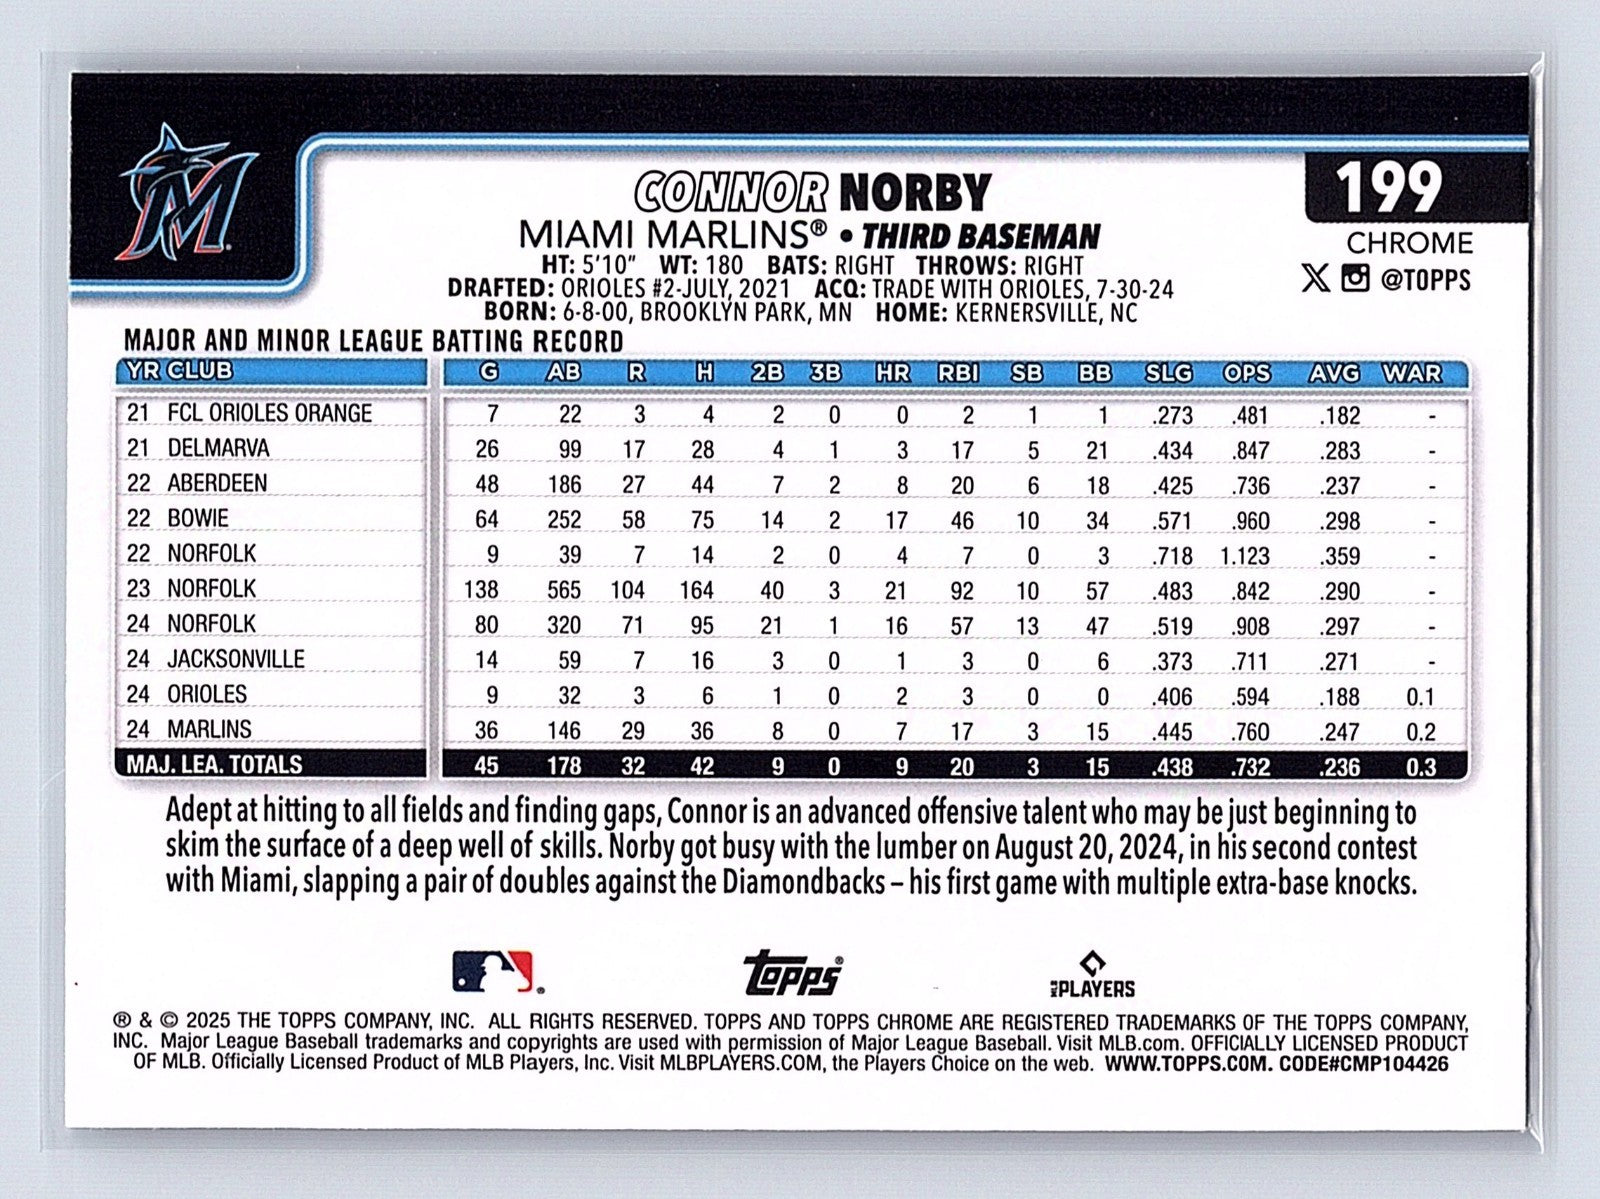 M
CONNOR NORBY
199
MIAMI MARLINS® • THIRD BASEMAN
CHROME
HT: 5'10" WT: 180 BATS: RIGHT THROWS: RIGHT
@TOPPS
DRAFTED: ORIOLES #2-JULY, 2021 ACQ: TRADE WITH ORIOLES, 7-30-24
BORN: 6-8-00, BROOKLYN PARK, MN HOME: KERNERSVILLE, NC
MAJOR AND MINOR LEAGUE BATTING RECORD
YR CLUB G AB R H 2B 3B HR RBI SB BB SLG OPS AVG WAR
21 FCL ORIOLES ORANGE 7 22 3 4 2 0 0 2 1 1 .273 .481 .182 -
21 DELMARVA 26 99 17 28 4 1 3 17 5 21 .434 .847 .283 -
22 ABERDEEN 48 186 27 44 7 2 8 20 6 18 .425 .736 .237 -
22 BOWIE 64 252 58 75 14 2 17 46 10 34 .571 .960 .298 -
22 NORFOLK 9 39 7 14 2 0 4 7 0 3 .718 1.123 .359 -
23 NORFOLK 138 565 104 164 40 3 21 92 10 57 .483 .842 .290 -
24 NORFOLK 80 320 71 95 21 1 16 57 13 47 .519 .908 .297 -
24 JACKSONVILLE 14 59 7 16 3 0 1 3 0 6 .373 .711 .271 -
24 ORIOLES 9 32 3 6 1 0 2 3 0 0 .406 .594 .188 0.1
24 MARLINS 36 146 29 36 8 0 7 17 3 15 .445 .760 .247 0.2
MAJ. LEA. TOTALS 45 178 32 42 9 0 9 20 3 15 .438 .732 .236 0.3
Adept at hitting to all fields and finding gaps, Connor is an advanced offensive talent who may be just beginning to
skim the surface of a deep well of skills. Norby got busy with the lumber on August 20, 2024, in his second contest
with Miami, slapping a pair of doubles against the Diamondbacks – his first game with multiple extra-base knocks.
Topps®
MLB PLAYERS
® & © 2025 THE TOPPS COMPANY, INC. ALL RIGHTS RESERVED. TOPPS AND TOPPS CHROME ARE REGISTERED TRADEMARKS OF THE TOPPS COMPANY,
INC. Major League Baseball trademarks and copyrights are used with permission of Major League Baseball. Visit MLB.com. OFFICIALLY LICENSED PRODUCT
OF MLB. Officially Licensed Product of MLB Players, Inc. Visit MLBPLAYERS.COM, the Players Choice on the web. WWW.TOPPS.COM. CODE#CMP104426